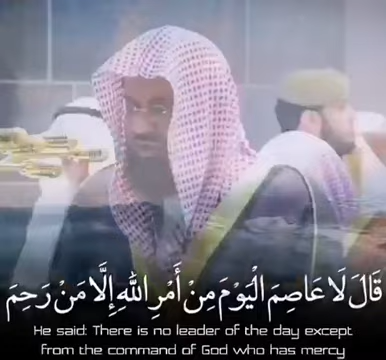 قَالَ لَا عَاصِمَ الْيَوْمَ مِنْ أَمْرِ اللَّهِ إِلَّا مَنْ رَحِمَ
He said: There is no leader of the day except
from the command of God who has mercy